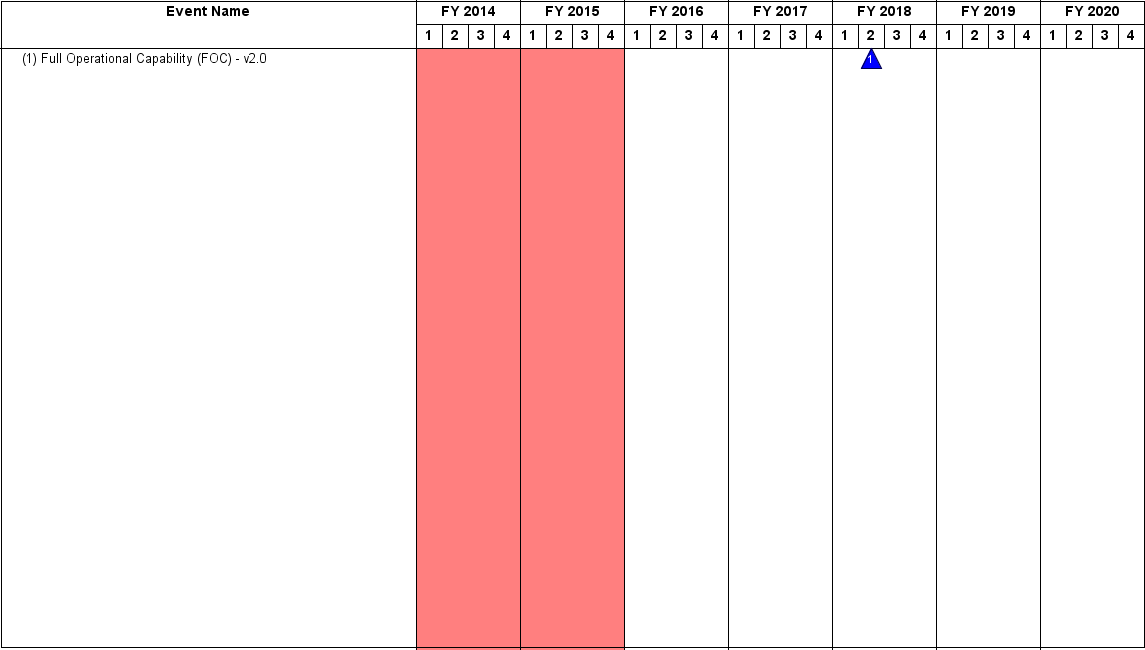 Event Name FY 2014 FY 2015 FY 2016 FY 2017 FY 2018 FY 2019 FY 2020
1 2 3 4 1 2 3 4 1 2 3 4 1 2 3 4 1 2 3 4 1 2 3 4 1 2 3 4
(1) Full Operational Capability (FOC) - v2.0 1